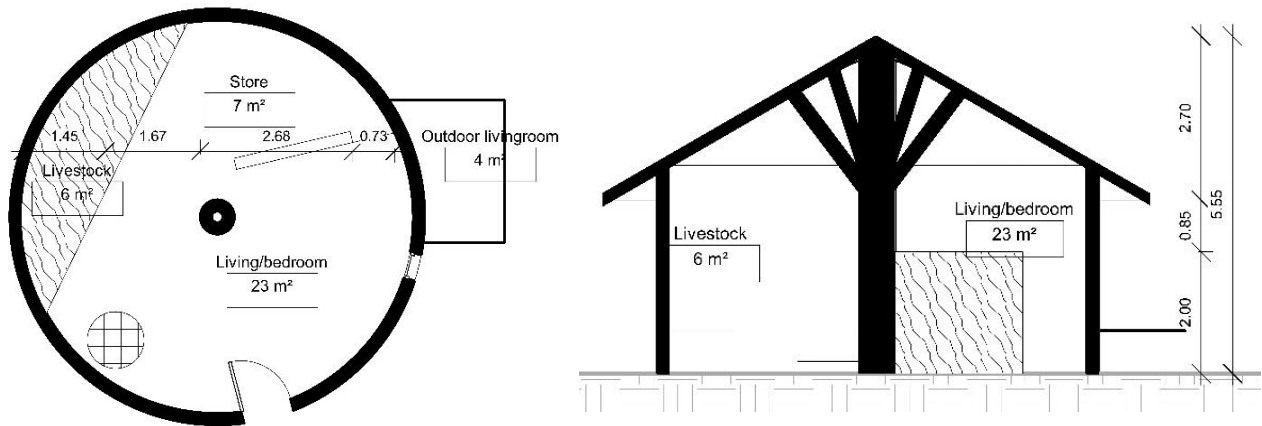 Store
7 m²
1.45
1.67
2.68
0.73
Outdoor livingroom
4 m²
Livestock
6 m²
Living/bedroom
23 m²
Livestock
6 m²
Living/bedroom
23 m²
2.70
0.85
2.00
5.55